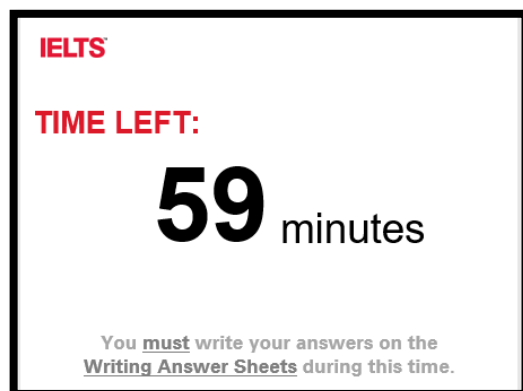 IELTS
TIME LEFT:
59 minutes
You must write your answers on the
Writing Answer Sheets during this time.